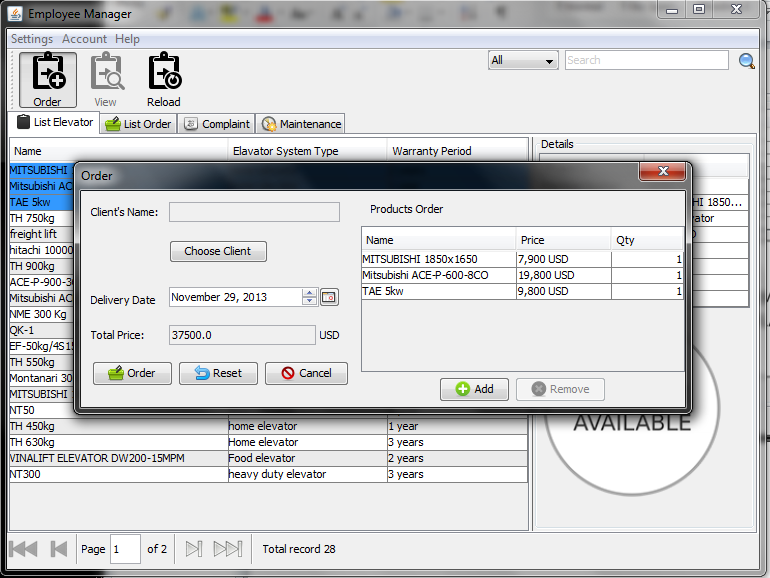 Employee Manager
Settings Account Help
Order View Reload
All Search
List Elevator List Order Complaint Maintenance
Name Elavator System Type Warranty Period
Details
MITSUBISHI
Mitsubishi AC
TAE 5kw
TH 750kg
freight lift
hitachi 10000
TH 900kg
ACE-P-900-3
Mitsubishi AC
NME 300 Kg
QK-1
EF-50kg/4S1
TH 550kg
Montanari 30
MITSUBISHI
NT50
TH 450kg home elevator 1 year
TH 630kg Home elevator 3 years
VINALIFT ELEVATOR DW200-15MPM Food elevator 2 years
NT300 heavy duty elevator 3 years
HI 1850...
vator
D
Order
Client's Name:
Choose Client
Delivery Date November 29, 2013
Total Price: 37500.0 USD
Order Reset Cancel
Products Order
Name Price Qty
MITSUBISHI 1850x1650 7,900 USD 1
Mitsubishi ACE-P-600-8CO 19,800 USD 1
TAE 5kw 9,800 USD 1
Add Remove
AVAILABLE
Page 1 of 2 Total record 28